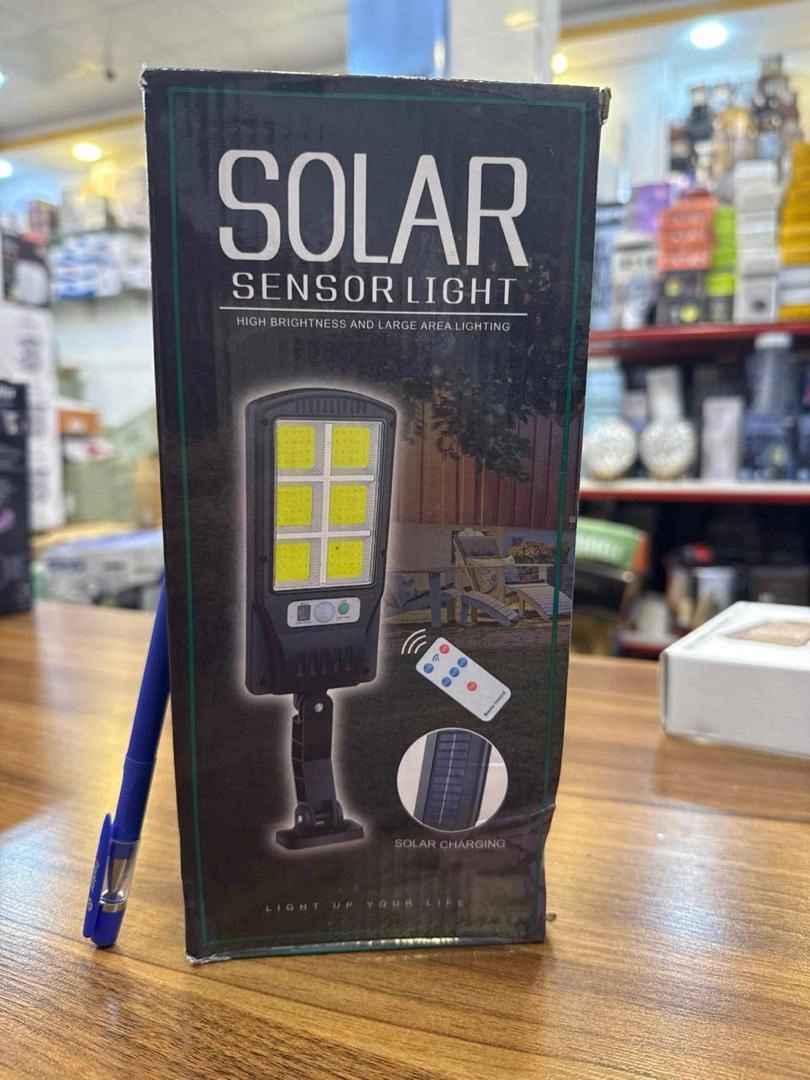 SOLAR
SENSOR LIGHT
HIGH BRIGHTNESS AND LARGE AREA LIGHTING
SOLAR CHARGING
LIGHT UP YOUR LIFE